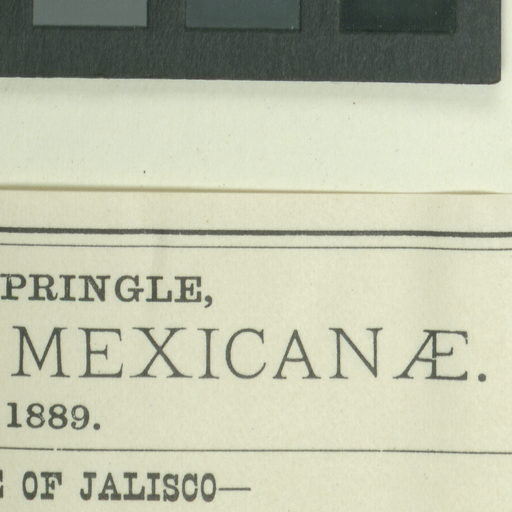 PRINGLE,
MEXICANÆ.
1889.
OF JALISCO—